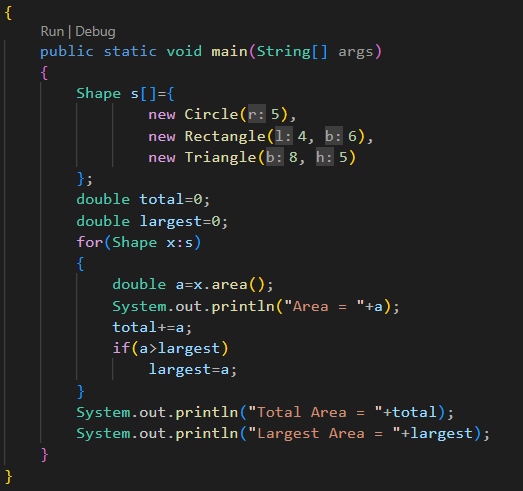 {
    Run | Debug
    public static void main(String[] args)
    {
        Shape s[]={
                new Circle(r: 5),
                new Rectangle(l: 4, b: 6),
                new Triangle(b: 8, h: 5)
        };
        double total=0;
        double largest=0;
        for(Shape x:s)
        {
            double a=x.area();
            System.out.println("Area = "+a);
            total+=a;
            if(a>largest)
                largest=a;
        }
        System.out.println("Total Area = "+total);
        System.out.println("Largest Area = "+largest);
    }
}